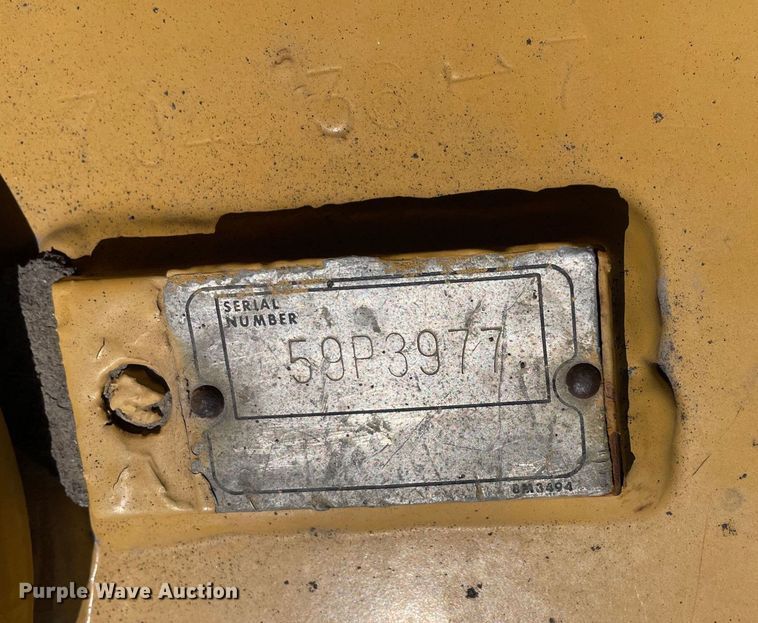 SERIAL
NUMBER
59P3977
8M3494
Purple Wave Auction